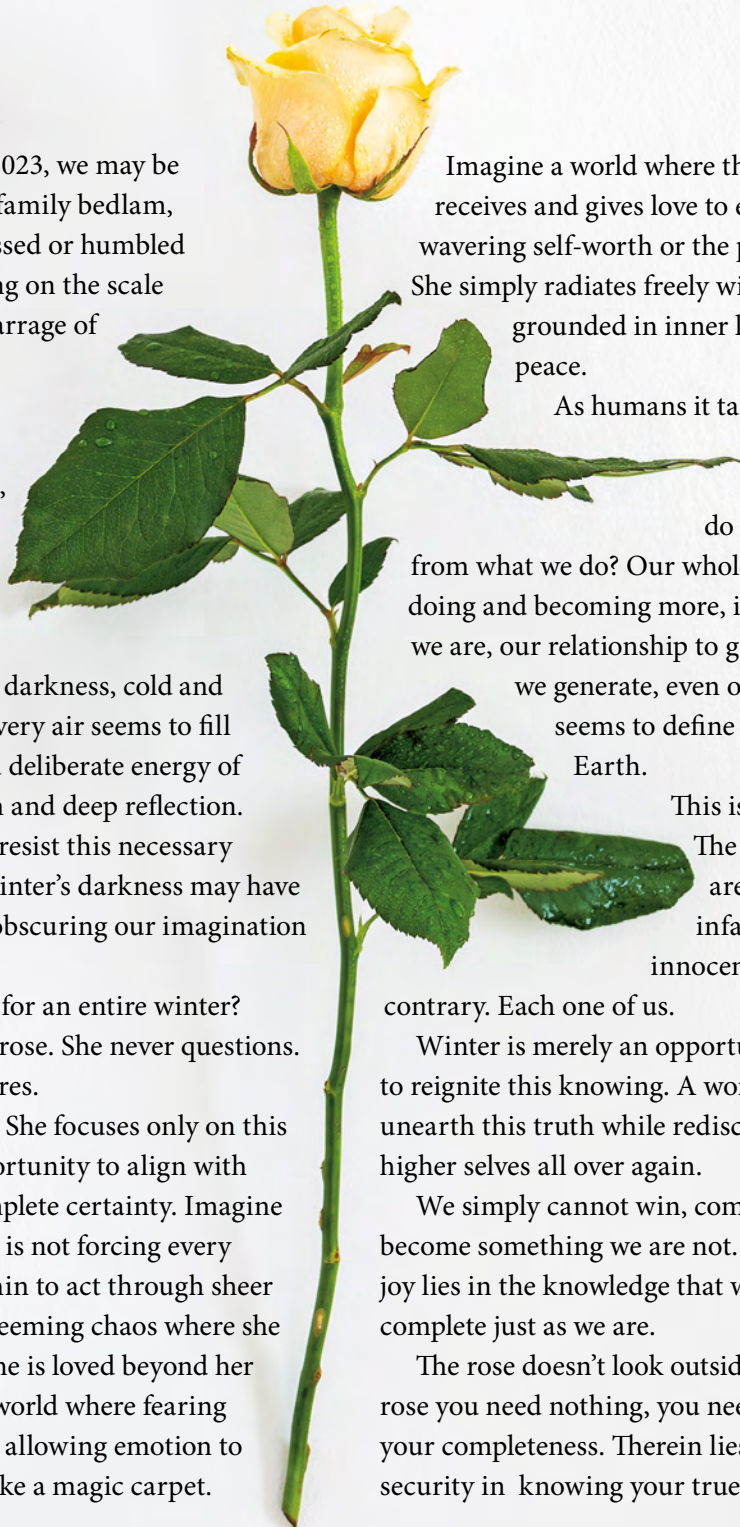 023, we may be
family bedlam,
ssed or humbled
ng on the scale
arrage of
,
darkness, cold and
very air seems to fill
deliberate energy of
n and deep reflection.
resist this necessary
inter’s darkness may have
obscuring our imagination
for an entire winter?
rose. She never questions.
res.
She focuses only on this
ortunity to align with
plete certainty. Imagine
is not forcing every
in to act through sheer
eeming chaos where she
he is loved beyond her
world where fearing
allowing emotion to
ke a magic carpet.
Imagine a world where th
receives and gives love to e
wavering self-worth or the p
She simply radiates freely wi
grounded in inner l
peace.
As humans it ta
do
from what we do? Our whol
doing and becoming more, i
we are, our relationship to g
we generate, even o
seems to define
Earth.
This is
The
are
infa
innocen
contrary. Each one of us.
Winter is merely an opportu
to reignite this knowing. A wor
unearth this truth while redisc
higher selves all over again.
We simply cannot win, com
become something we are not.
joy lies in the knowledge that w
complete just as we are.
The rose doesn’t look outsid
rose you need nothing, you nee
your completeness. Therein lies
security in knowing your true